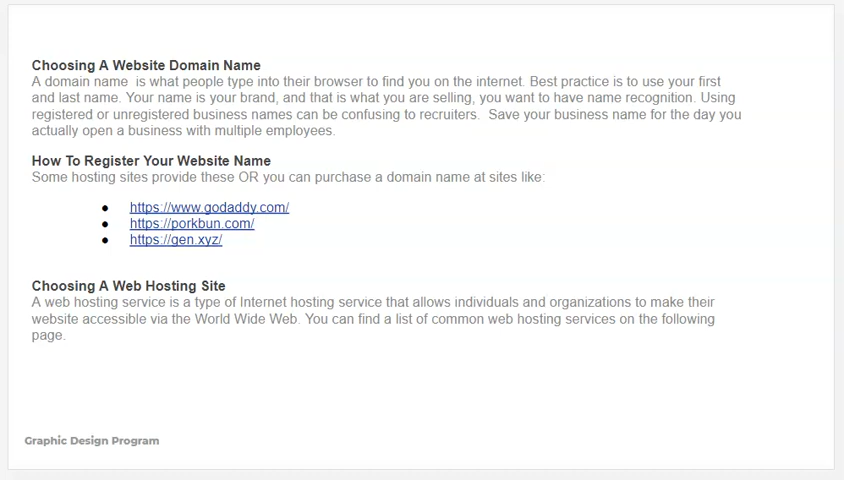 Choosing A Website Domain Name
A domain name  is what people type into their browser to find you on the internet. Best practice is to use your first
and last name. Your name is your brand, and that is what you are selling, you want to have name recognition. Using
registered or unregistered business names can be confusing to recruiters.  Save your business name for the day you
actually open a business with multiple employees.
How To Register Your Website Name
Some hosting sites provide these OR you can purchase a domain name at sites like:
● https://www.godaddy.com/
● https://porkbun.com/
● https://gen.xyz/
Choosing A Web Hosting Site
A web hosting service is a type of Internet hosting service that allows individuals and organizations to make their
website accessible via the World Wide Web. You can find a list of common web hosting services on the following
page.
Graphic Design Program